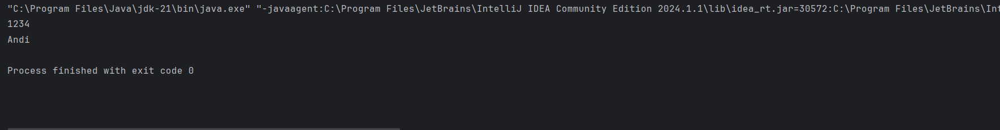 "C:\Program Files\Java\jdk-21\bin\java.exe" "-javaagent:C:\Program Files\JetBrains\IntelliJ IDEA Community Edition 2024.1.1\lib\idea_rt.jar=30572:C:\Program Files\JetBrains\Int
1234
Andi
Process finished with exit code 0